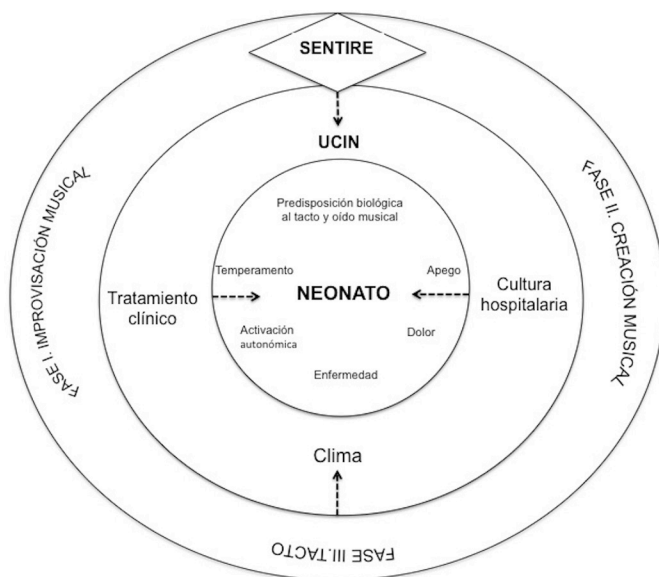 SENTIRE
UCIN
FASE I. IMPROVISACIÓN MUSICAL
FASE II. CREACIÓN MUSICAL
Predisposición biológica
al tacto y oído musical
Temperamento
Apego
NEONATO
Tratamiento
clínico
Cultura
hospitalaria
Activación
autonómica
Dolor
Enfermedad
Clima
FASE III.TACTO